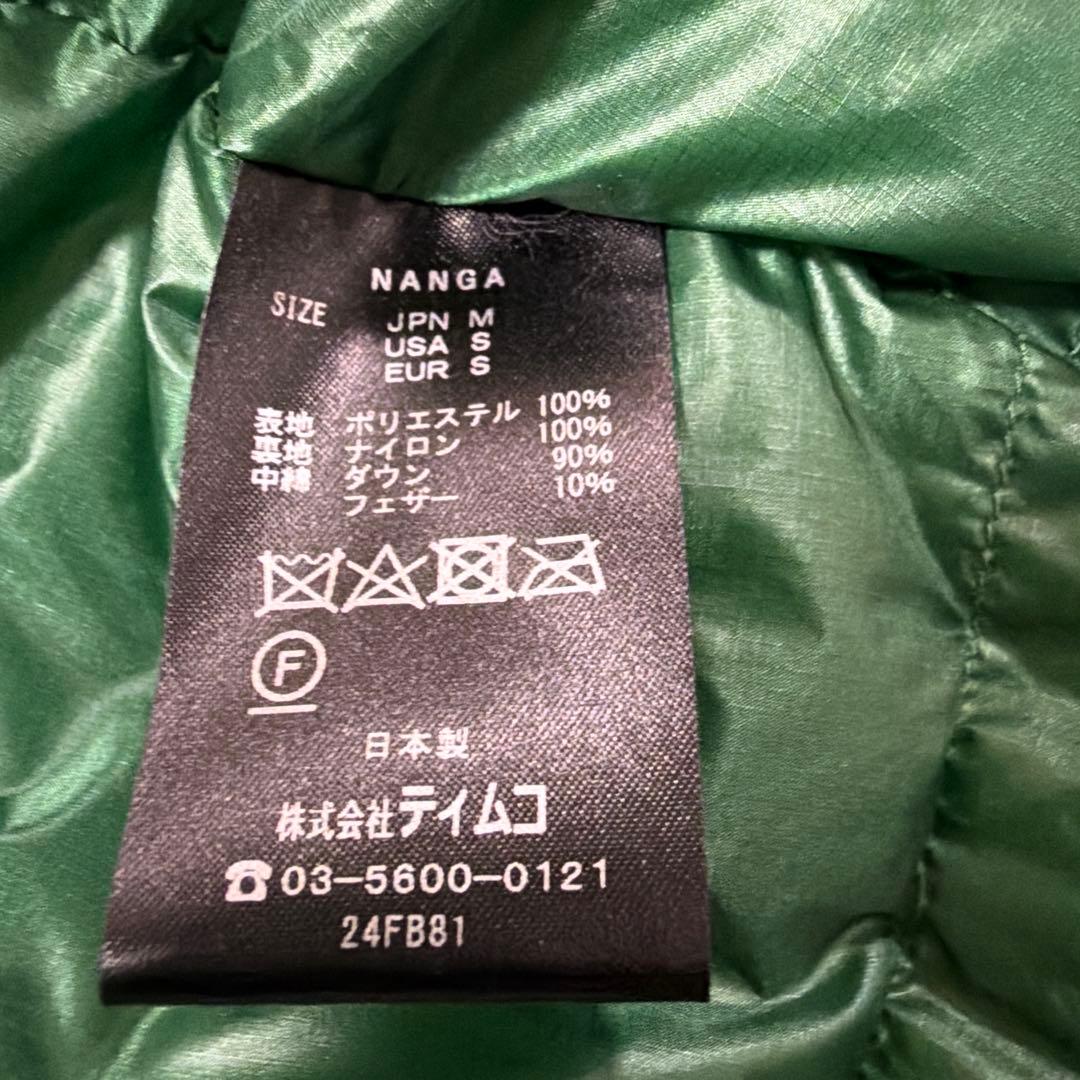 NANGA
SIZE JPN M
USA S
EUR S
表地 ポリエステル 100%
裏地 ナイロン 100%
中綿 ダウン 90%
フェザー 10%
F
日本製
株式会社ティムコ
☎03-5600-0121
24FB81